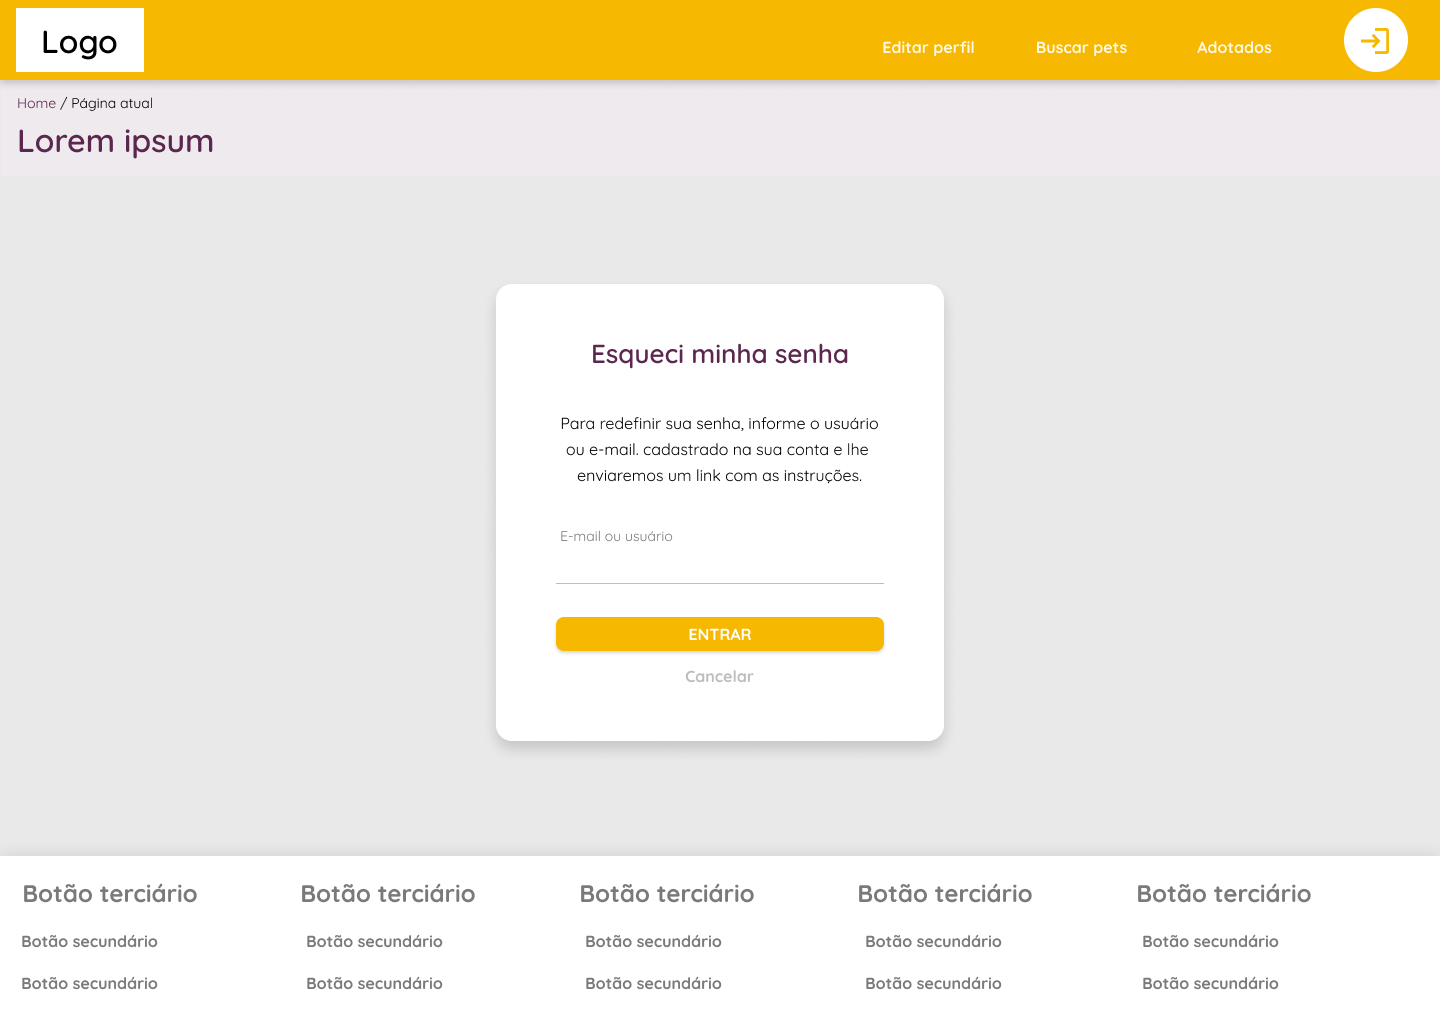 Logo
Editar perfil
Buscar pets
Adotados
Home / Página atual
Lorem ipsum
Esqueci minha senha
Para redefinir sua senha, informe o usuário
ou e-mail. cadastrado na sua conta e lhe
enviaremos um link com as instruções.
E-mail ou usuário
ENTRAR
Cancelar
Botão terciário
Botão terciário
Botão terciário
Botão terciário
Botão terciário
Botão secundário
Botão secundário
Botão secundário
Botão secundário
Botão secundário
Botão secundário
Botão secundário
Botão secundário
Botão secundário
Botão secundário